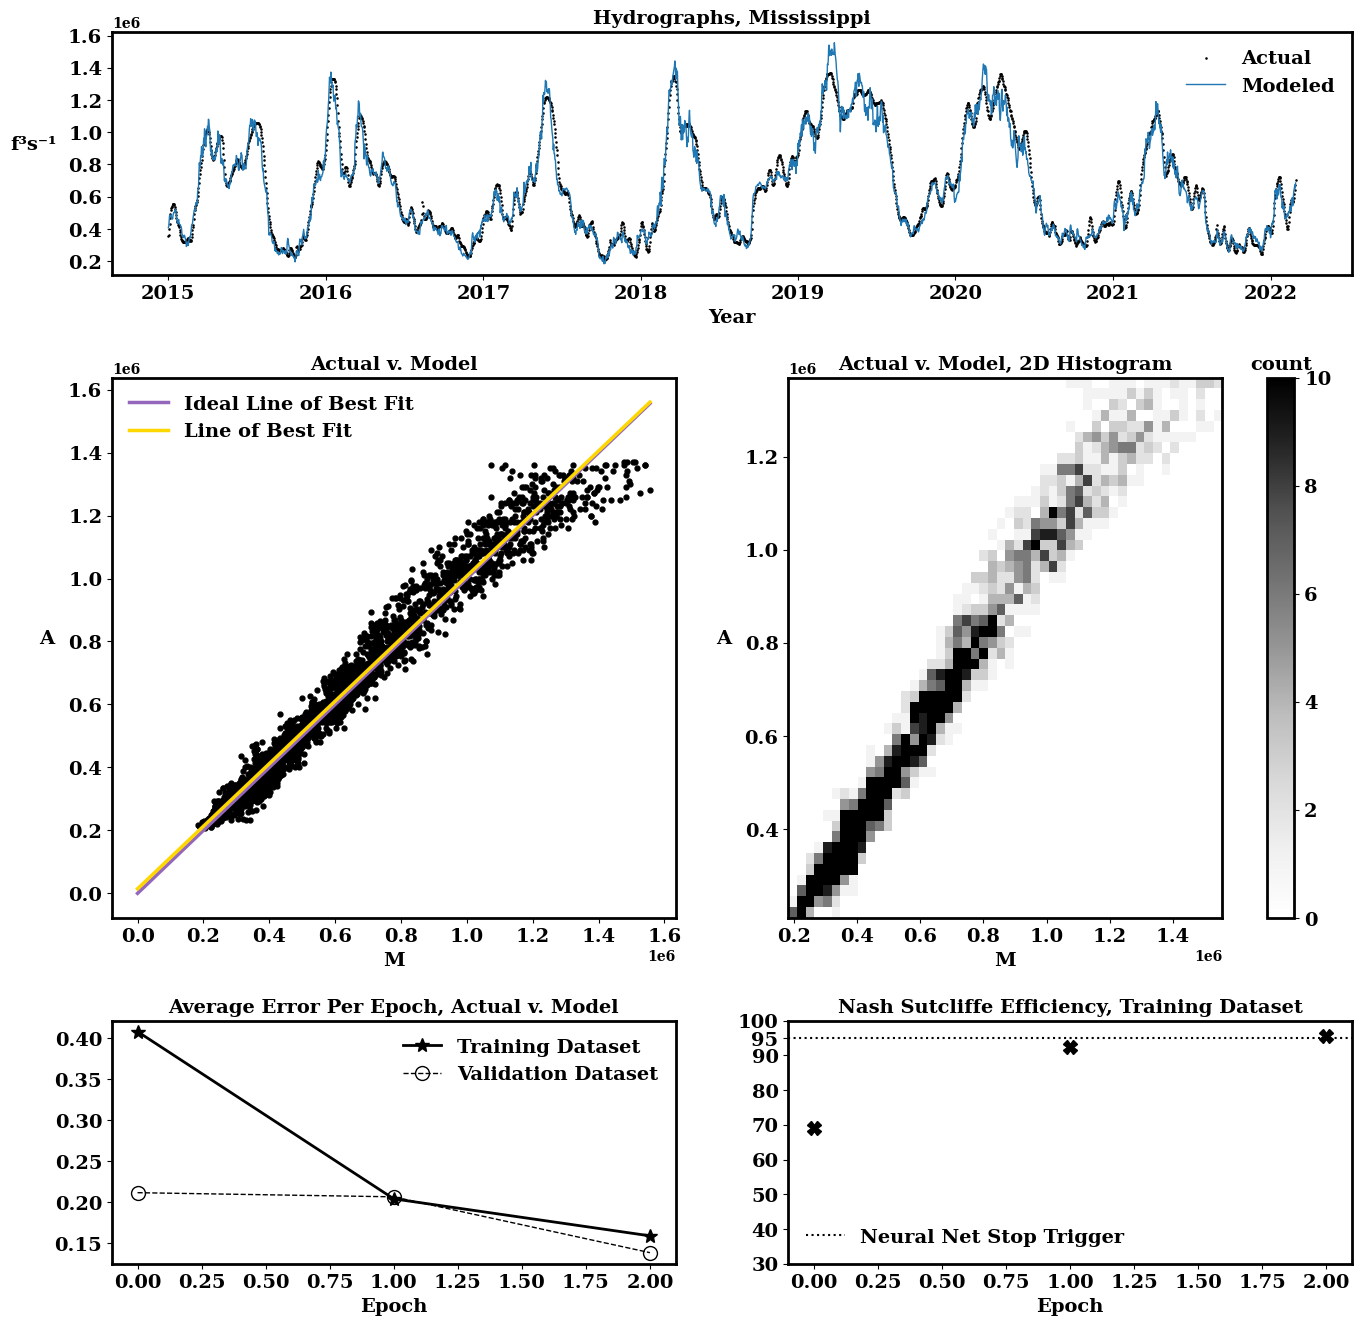 Hydrographs, Mississippi
1e6
1.6
1.4
1.2
1.0
0.8
0.6
0.4
0.2
f³s⁻¹
Actual
Modeled
2015 2016 2017 2018 2019 2020 2021 2022
Year
Actual v. Model
1e6
1.6
1.4
1.2
1.0
0.8
0.6
0.4
0.2
0.0
A
Ideal Line of Best Fit
Line of Best Fit
0.0 0.2 0.4 0.6 0.8 1.0 1.2 1.4 1.6
M
1e6
Actual v. Model, 2D Histogram
1e6
1.2
1.0
0.8
0.6
0.4
A
0.2 0.4 0.6 0.8 1.0 1.2 1.4
M
1e6
count
10
8
6
4
2
0
Average Error Per Epoch, Actual v. Model
0.40
0.35
0.30
0.25
0.20
0.15
Training Dataset
Validation Dataset
0.00 0.25 0.50 0.75 1.00 1.25 1.50 1.75 2.00
Epoch
Nash Sutcliffe Efficiency, Training Dataset
100
95
90
80
70
60
50
40
30
Neural Net Stop Trigger
0.00 0.25 0.50 0.75 1.00 1.25 1.50 1.75 2.00
Epoch